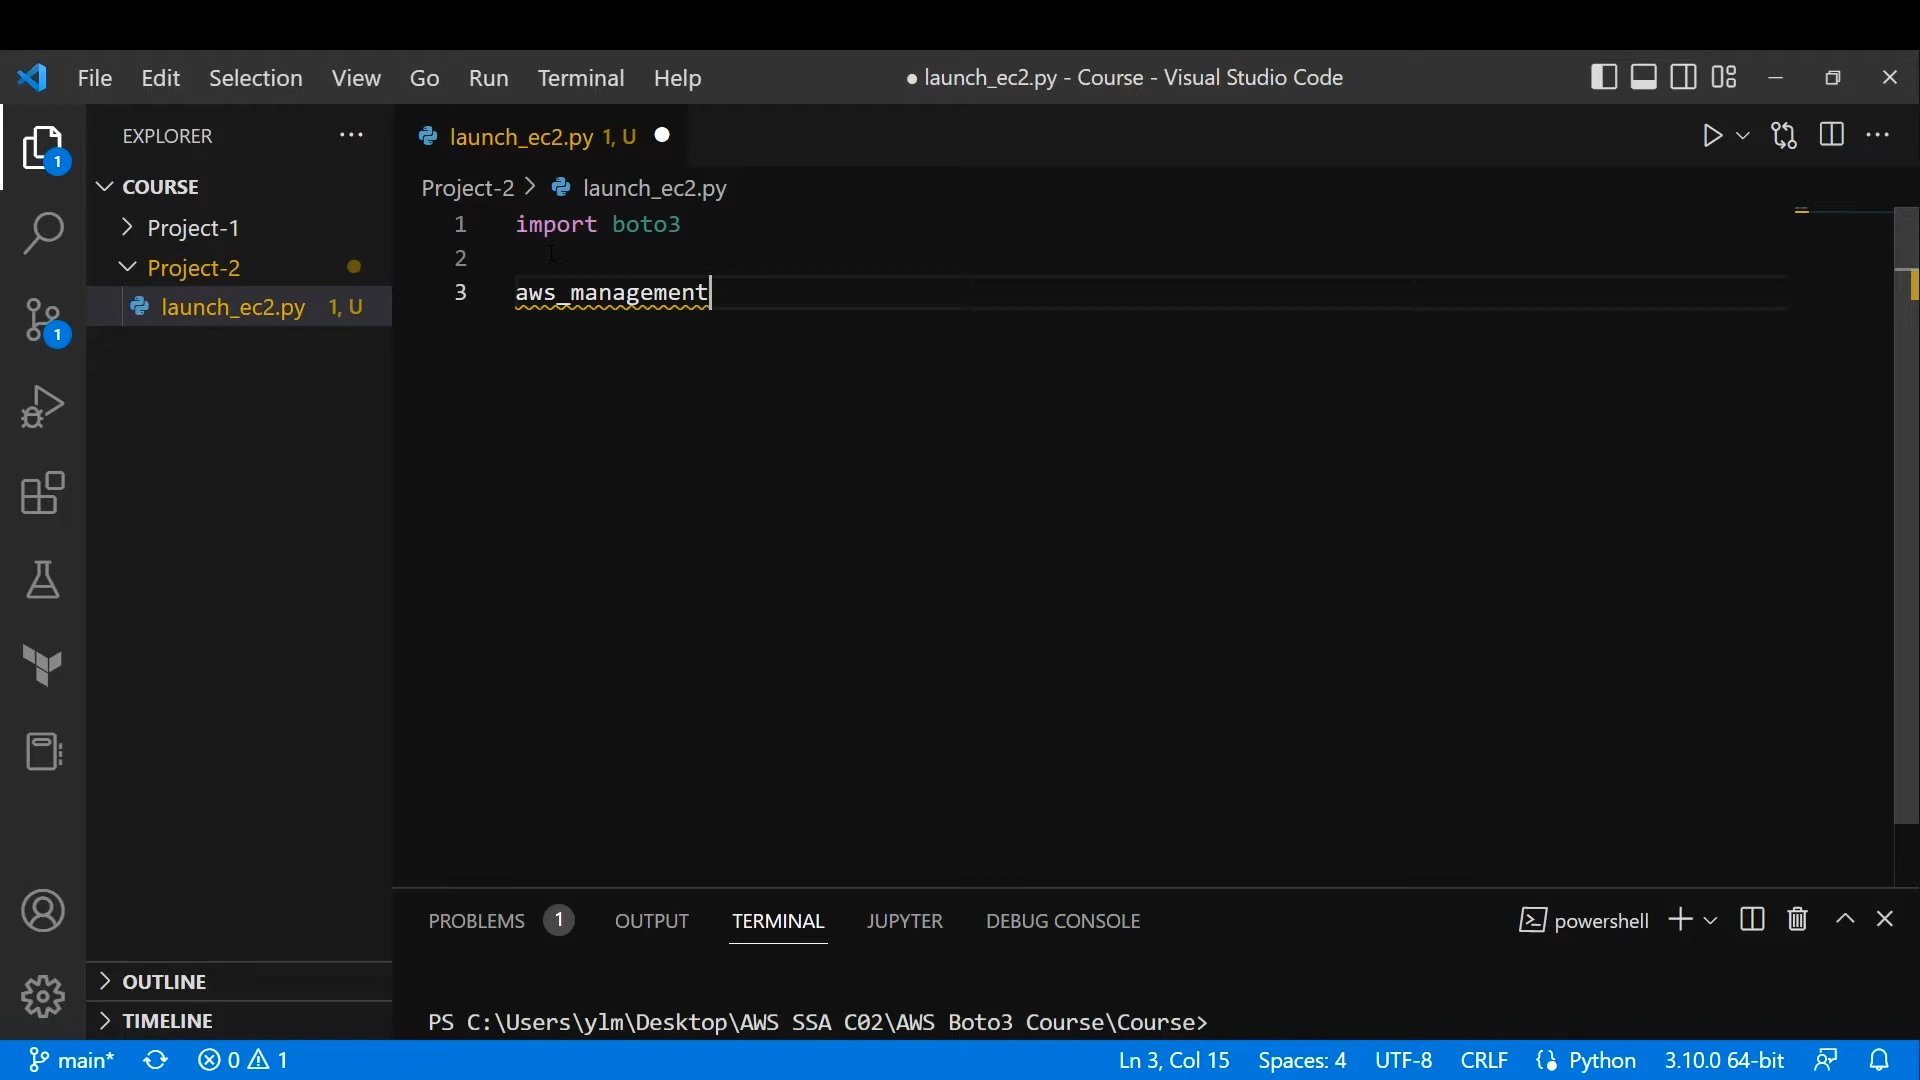 File Edit Selection View Go Run Terminal Help ● launch_ec2.py - Course - Visual Studio Code
EXPLORER
launch_ec2.py 1, U
COURSE
Project-1
Project-2
launch_ec2.py 1, U
Project-2 > launch_ec2.py
1 import boto3
2
3 aws_management
1
1
OUTLINE
TIMELINE
PROBLEMS 1 OUTPUT TERMINAL JUPYTER DEBUG CONSOLE powershell
PS C:\Users\ylm\Desktop\AWS SSA C02\AWS Boto3 Course\Course>
main* 0 1 Ln 3, Col 15 Spaces: 4 UTF-8 CRLF Python 3.10.0 64-bit